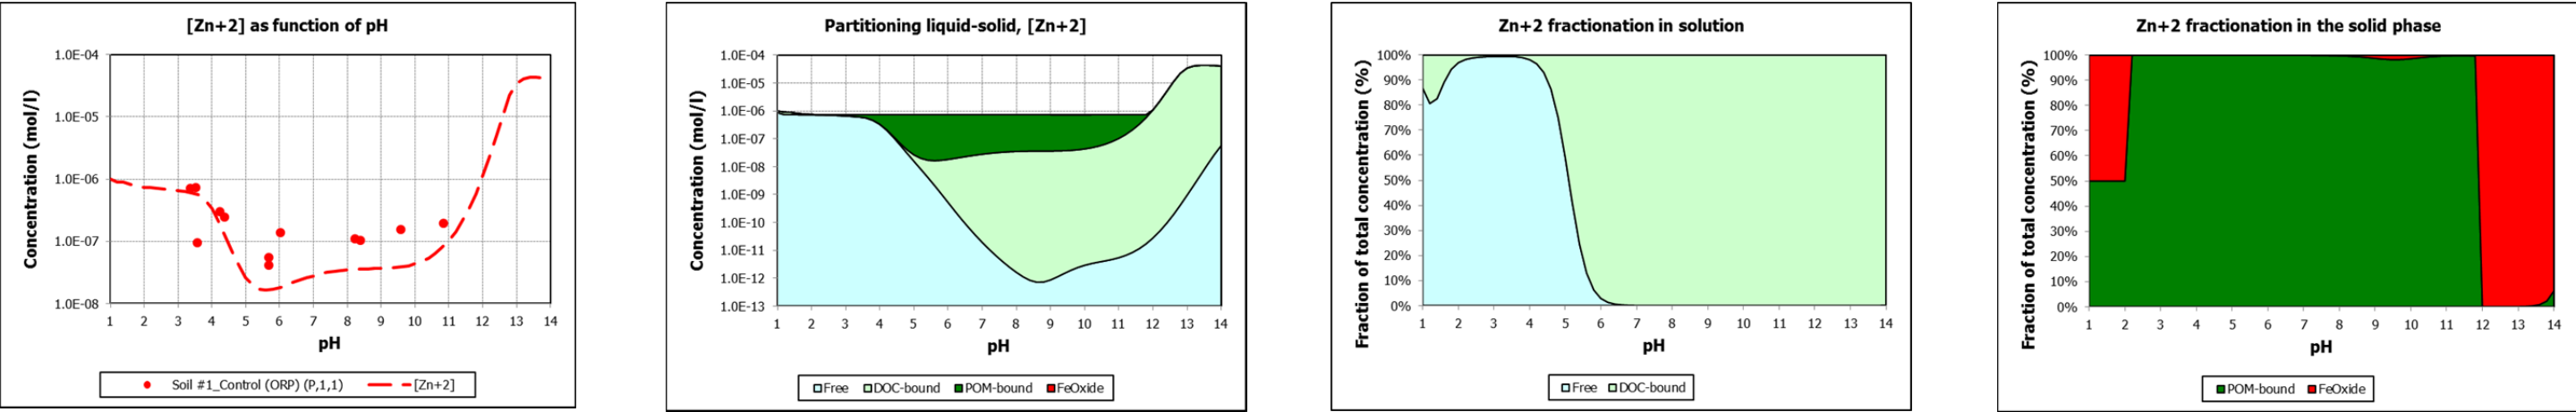 [Zn+2] as function of pH
Concentration (mol/l)
1.0E-04
1.0E-05
1.0E-06
1.0E-07
1.0E-08
1 2 3 4 5 6 7 8 9 10 11 12 13 14
pH
Soil #1_Control (ORP) (P,1,1) [Zn+2]
Partitioning liquid-solid, [Zn+2]
Concentration (mol/l)
1.0E-04
1.0E-05
1.0E-06
1.0E-07
1.0E-08
1.0E-09
1.0E-10
1.0E-11
1.0E-12
1.0E-13
1 2 3 4 5 6 7 8 9 10 11 12 13 14
pH
Free DOC-bound POM-bound FeOxide
Zn+2 fractionation in solution
Fraction of total concentration (%)
100%
90%
80%
70%
60%
50%
40%
30%
20%
10%
0%
1 2 3 4 5 6 7 8 9 10 11 12 13 14
pH
Free DOC-bound
Zn+2 fractionation in the solid phase
Fraction of total concentration (%)
100%
90%
80%
70%
60%
50%
40%
30%
20%
10%
0%
1 2 3 4 5 6 7 8 9 10 11 12 13 14
pH
POM-bound FeOxide